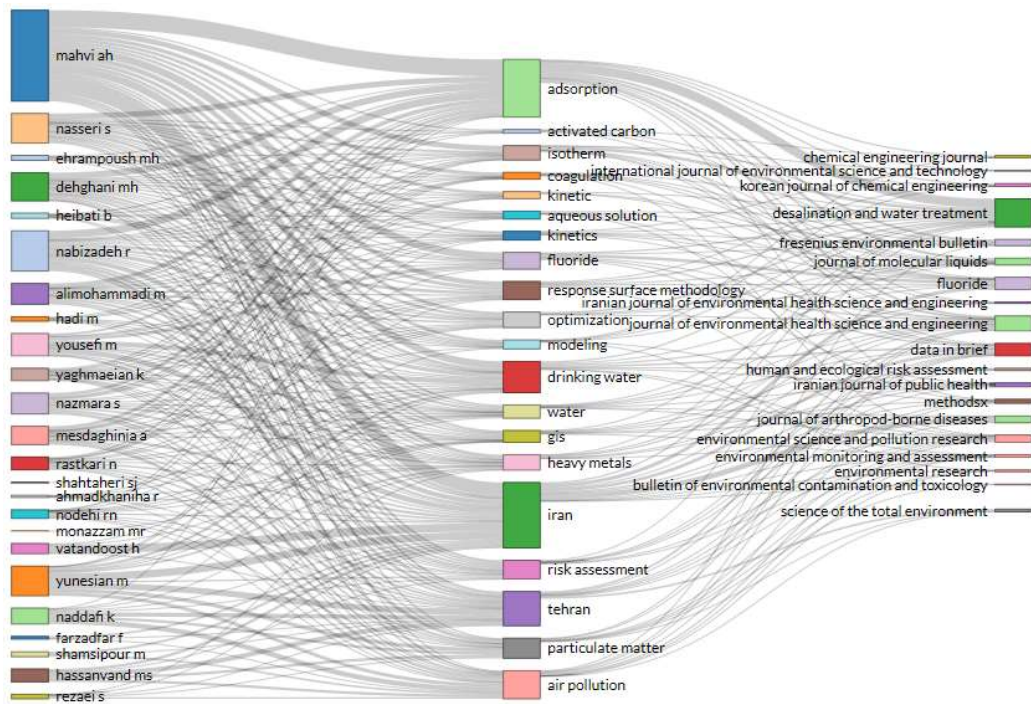 mahvi ah
nasseri s
ehrampoush mh
dehghani mh
heibati b
nabizadeh r
alimohammadi m
hadi m
yousefi m
yaghmaeian k
nazmara s
mesdaghinia a
rastkari n
shahtaheri sj
ahmadkhaniha r
nodehi rn
monazzam mr
vatandoost h
yunesian m
naddafi k
farzadfar f
shamsipour m
hassanvand ms
rezaei s
adsorption
activated carbon
isotherm
coagulation
kinetic
aqueous solution
kinetics
fluoride
response surface methodology
optimization
modeling
drinking water
water
gis
heavy metals
iran
risk assessment
tehran
particulate matter
air pollution
chemical engineering journal
international journal of environmental science and technology
korean journal of chemical engineering
desalination and water treatment
fresenius environmental bulletin
journal of molecular liquids
fluoride
iranian journal of environmental health science and engineering
journal of environmental health science and engineering
data in brief
human and ecological risk assessment
iranian journal of public health
methodsx
journal of arthropod-borne diseases
environmental science and pollution research
environmental monitoring and assessment
environmental research
bulletin of environmental contamination and toxicology
science of the total environment